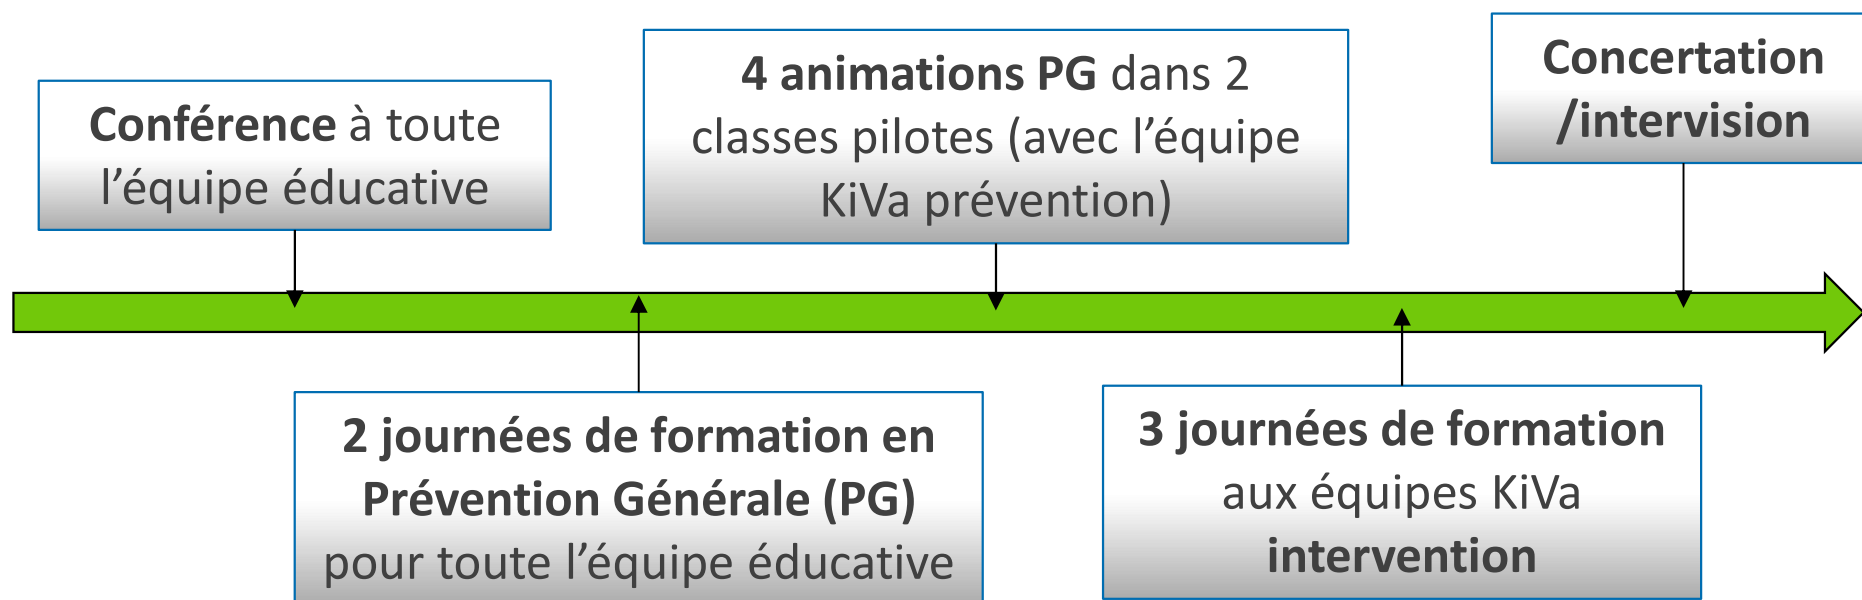 Conférence à toute
l’équipe éducative
4 animations PG dans 2
classes pilotes (avec l’équipe
KiVa prévention)
Concertation
/intervision
2 journées de formation en
Prévention Générale (PG)
pour toute l’équipe éducative
3 journées de formation
aux équipes KiVa
intervention